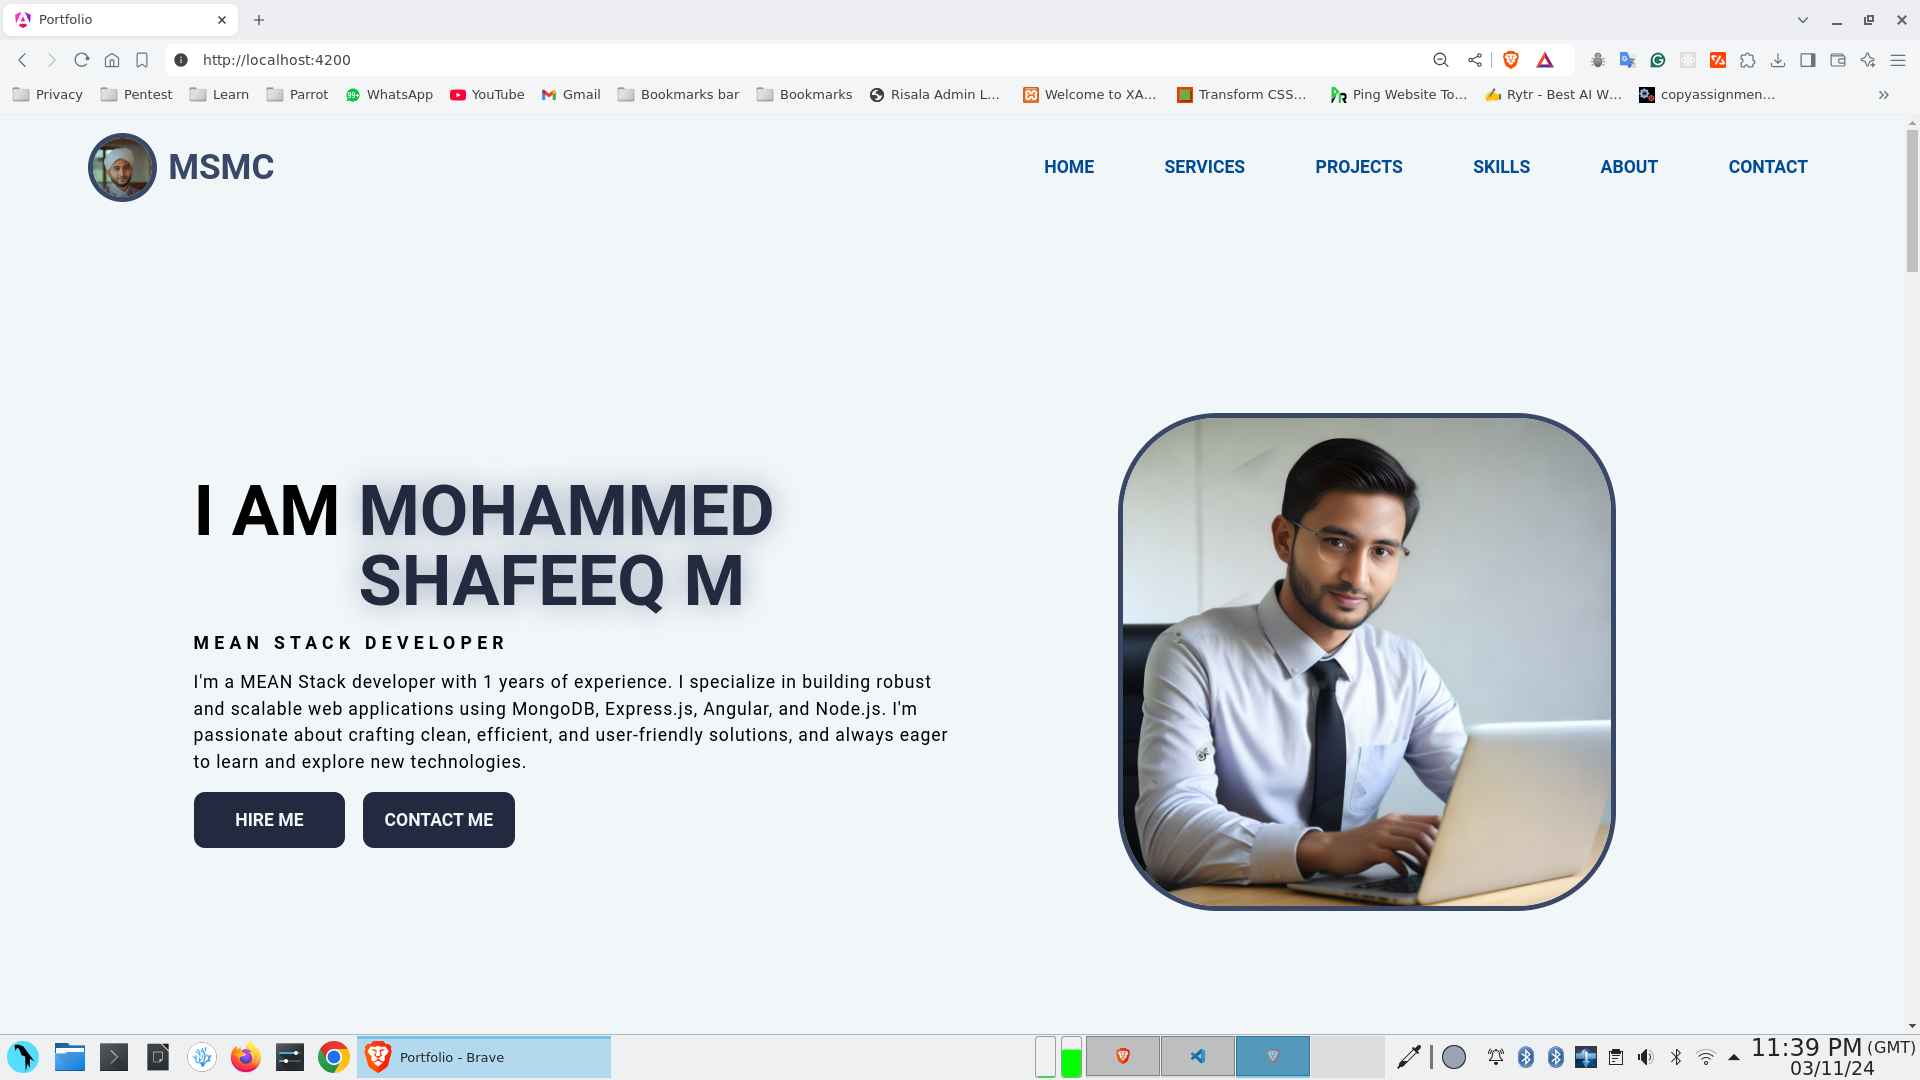 Portfolio
http://localhost:4200
Privacy Pentest Learn Parrot WhatsApp YouTube Gmail Bookmarks bar Bookmarks Risala Admin L... Welcome to XA... Transform CSS... Ping Website To... Rytr - Best AI W... copyassignmen...
MSMC HOME SERVICES PROJECTS SKILLS ABOUT CONTACT
I AM MOHAMMED
SHAFEEQ M
MEAN STACK DEVELOPER
I'm a MEAN Stack developer with 1 years of experience. I specialize in building robust
and scalable web applications using MongoDB, Express.js, Angular, and Node.js. I'm
passionate about crafting clean, efficient, and user-friendly solutions, and always eager
to learn and explore new technologies.
HIRE ME CONTACT ME
Portfolio - Brave
11:39 PM (GMT)
03/11/24